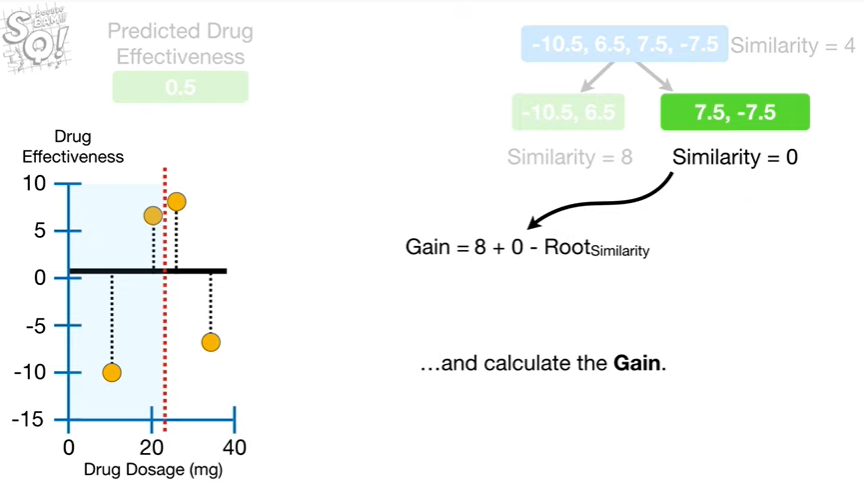 SQ!
Predicted Drug
Effectiveness
0.5
-10.5, 6.5, 7.5, -7.5 Similarity = 4
-10.5, 6.5
7.5, -7.5
Similarity = 8
Similarity = 0
Gain = 8 + 0 - RootSimilarity
…and calculate the Gain.
Drug
Effectiveness
10
5
0
-5
-10
-15
0 20 40
Drug Dosage (mg)